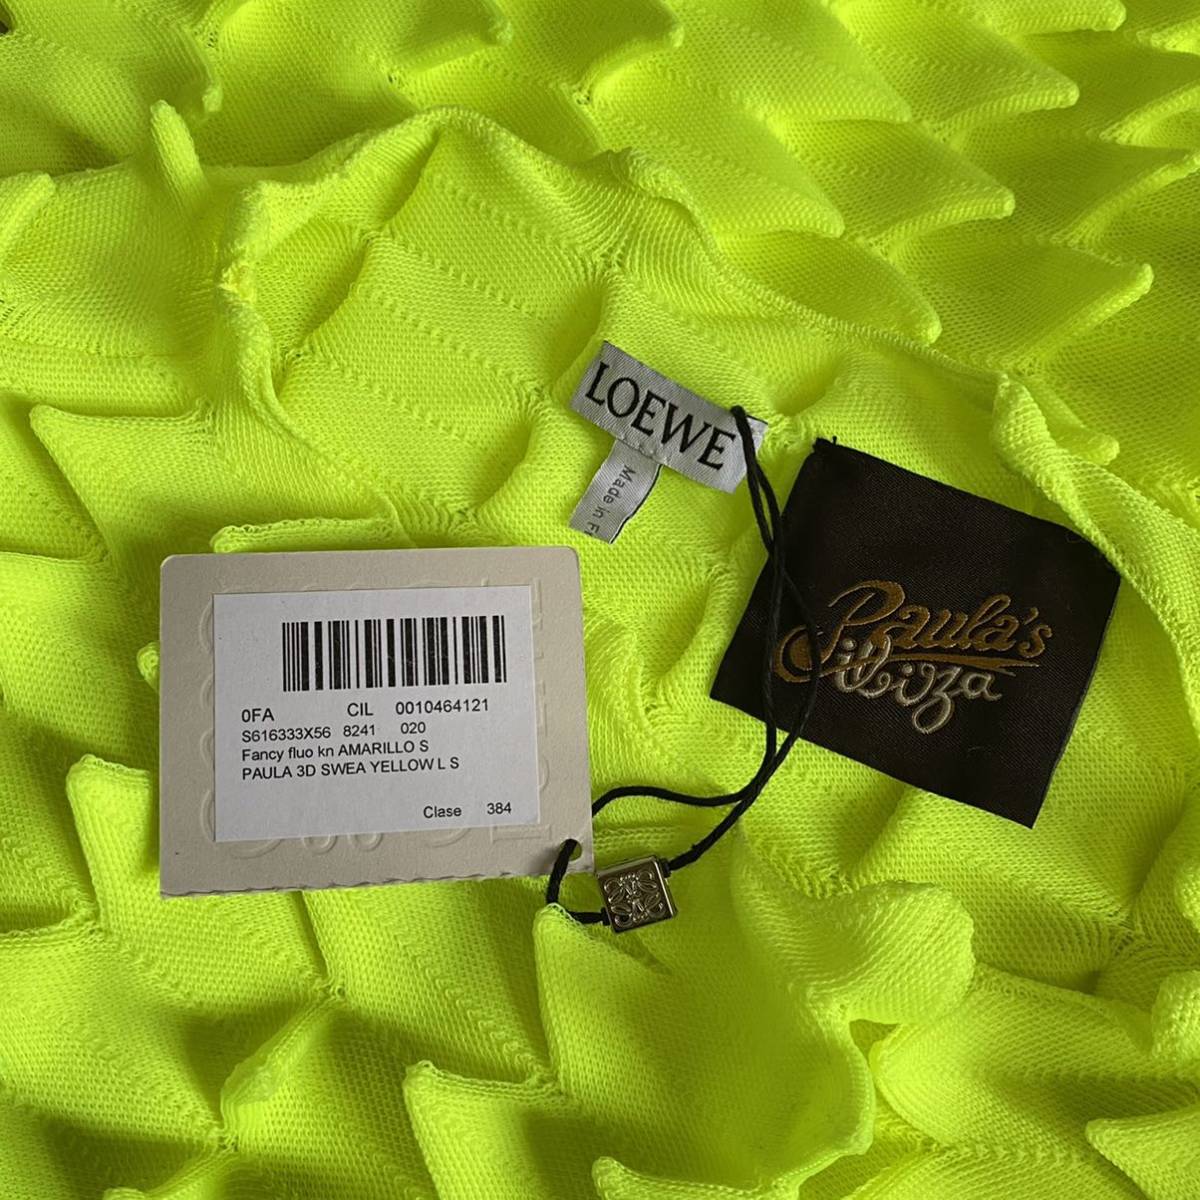 LOEWE
Made in F
Paula's
ibiza
0FA CIL 0010464121
S616333X56 8241 020
Fancy fluo kn AMARILLO S
PAULA 3D SWEA YELLOW L S
Clase 384